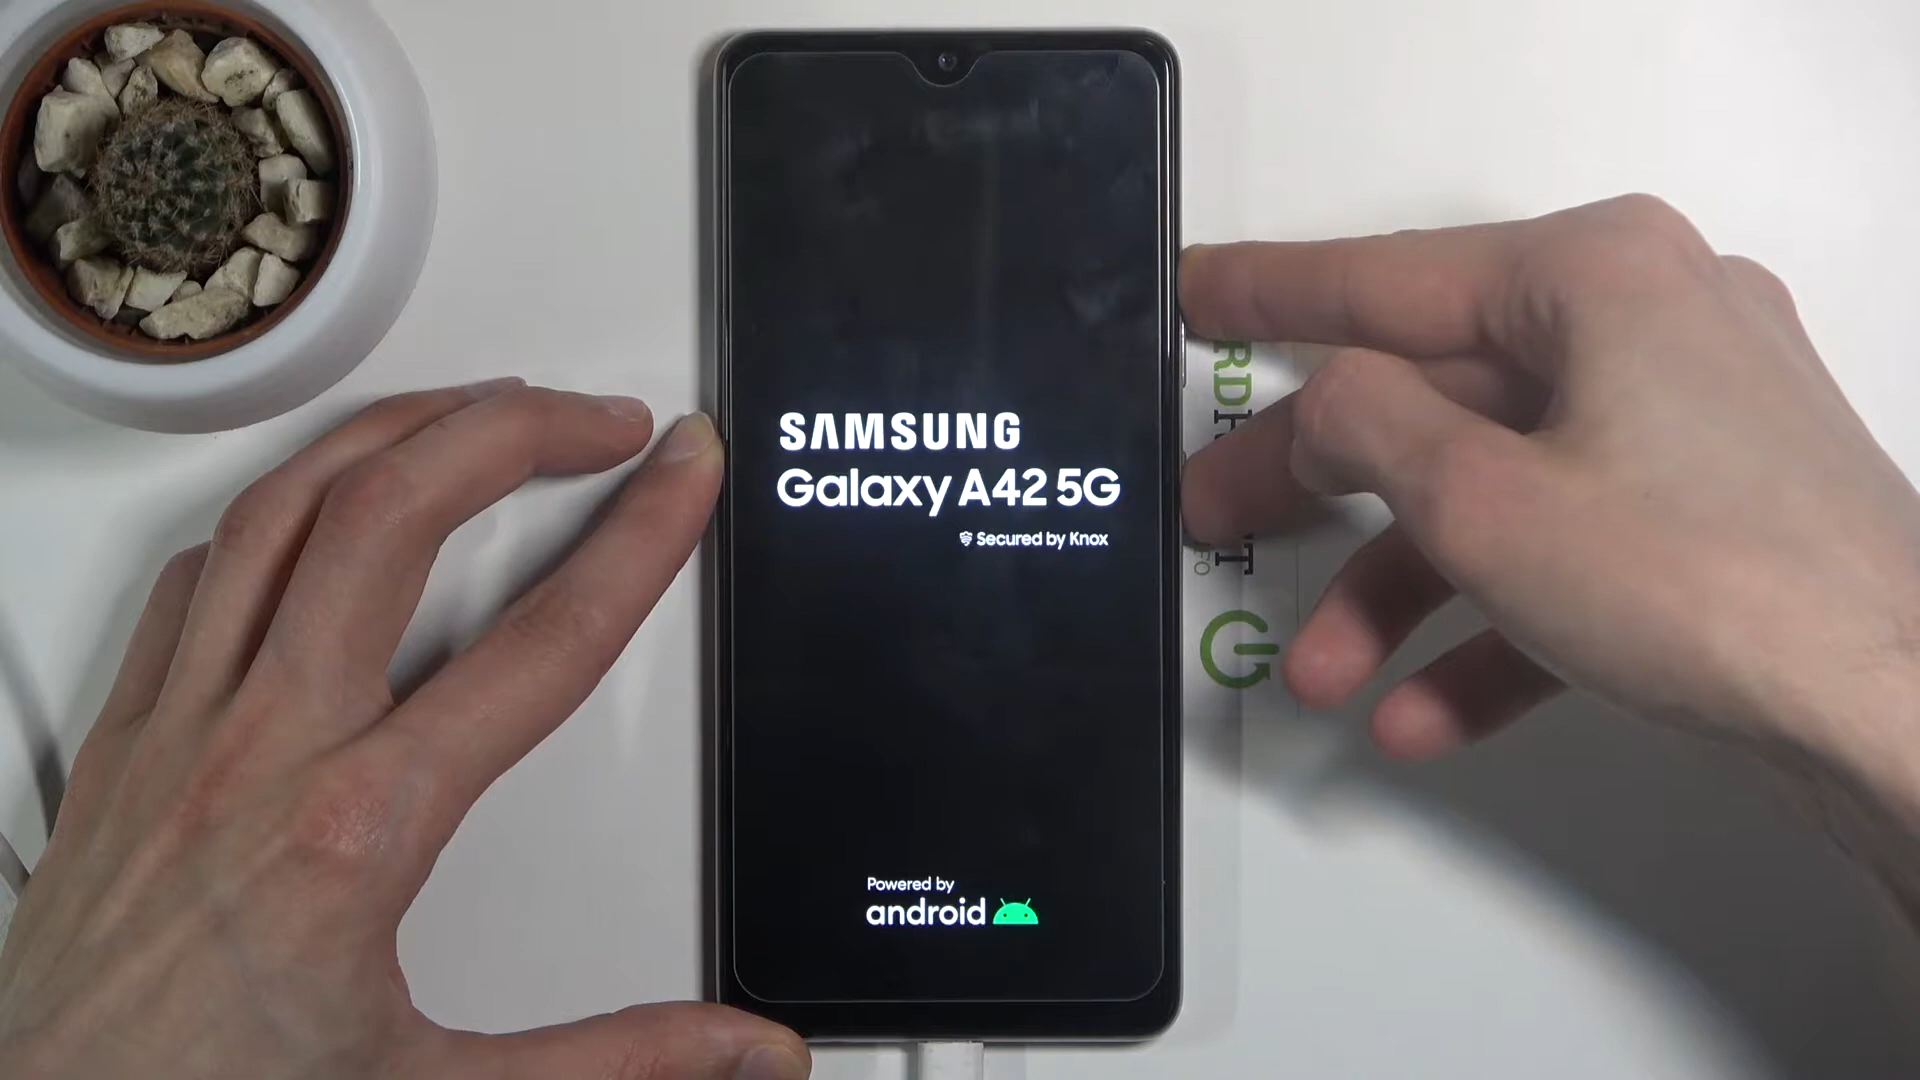 SAMSUNG
Galaxy A42 5G
Secured by Knox
Powered by
android